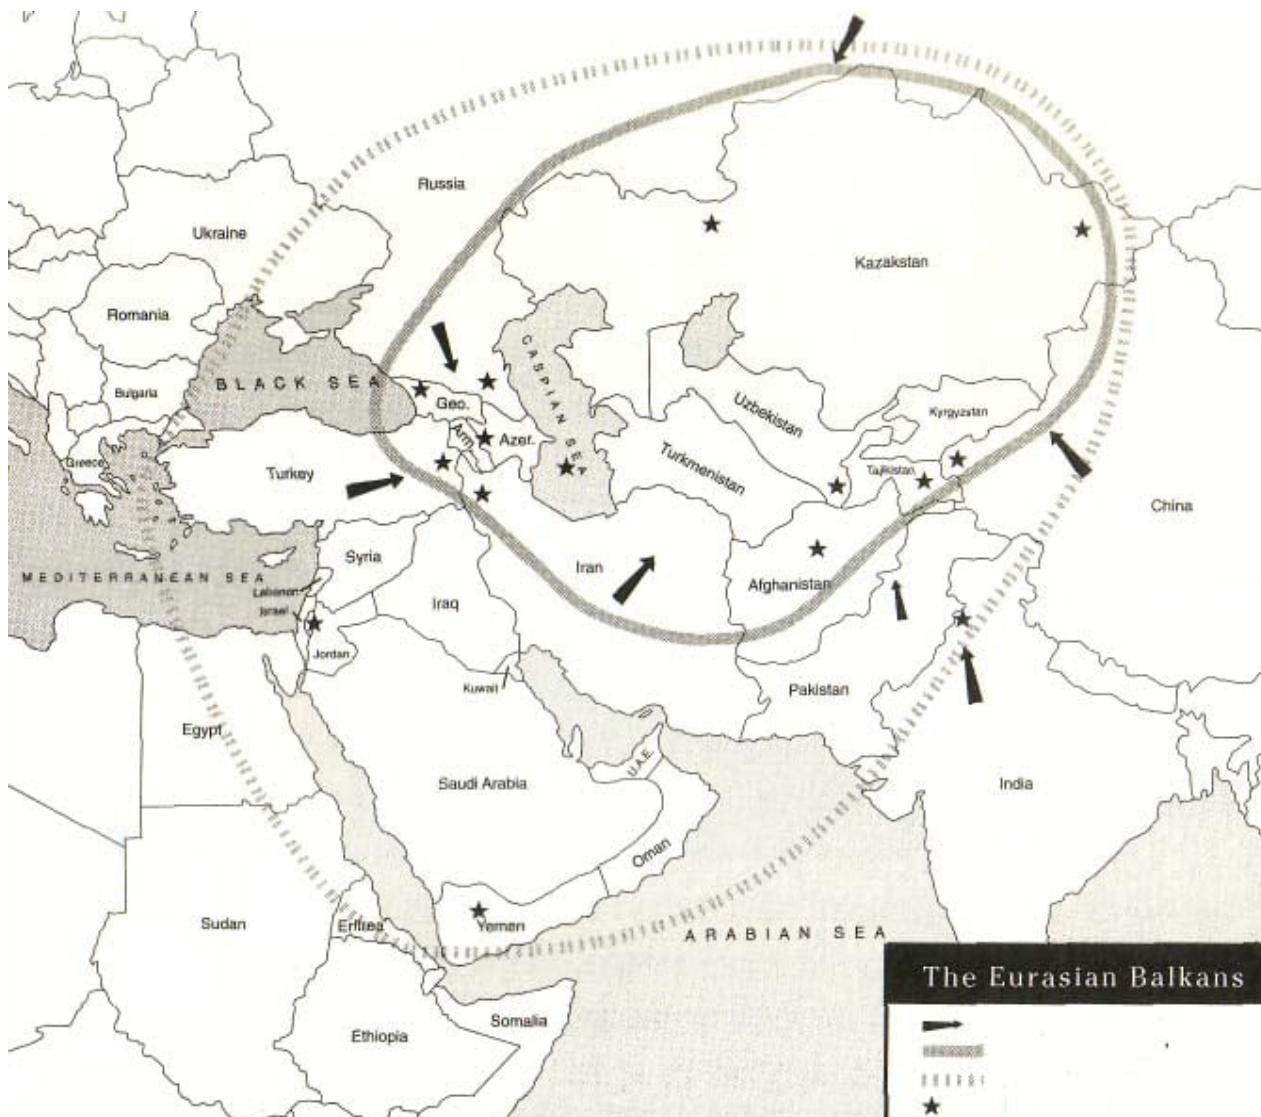 Russia
Ukraine
Kazakstan
Romania
BLACK SEA
CASPIAN SEA
Bulgaria
Geo.
Uzbekistan
Kyrgyzstan
Arm.
Azer.
Greece
Turkey
Turkmenistan
Tajikistan
China
Syria
MEDITERRANEAN SEA
Iran
Afghanistan
Lebanon
Israel
Iraq
Jordan
Kuwait
Pakistan
Egypt
U.A.E.
Saudi Arabia
India
Oman
Sudan
Eritrea
Yemen
ARABIAN SEA
The Eurasian Balkans
Somalia
Ethiopia